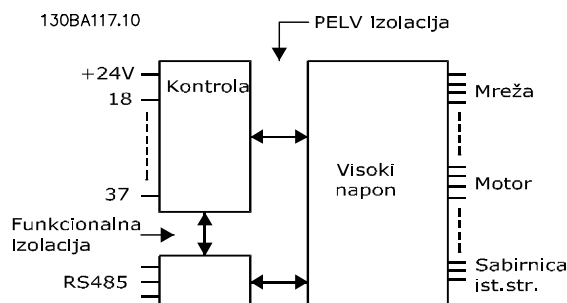 130BA117.10
PELV Izolacija
+24V
Kontrola
18
Mreža
Visoki
napon
37
Motor
Funkcionalna
Izolacija
RS485
Sabirnica
ist.str.